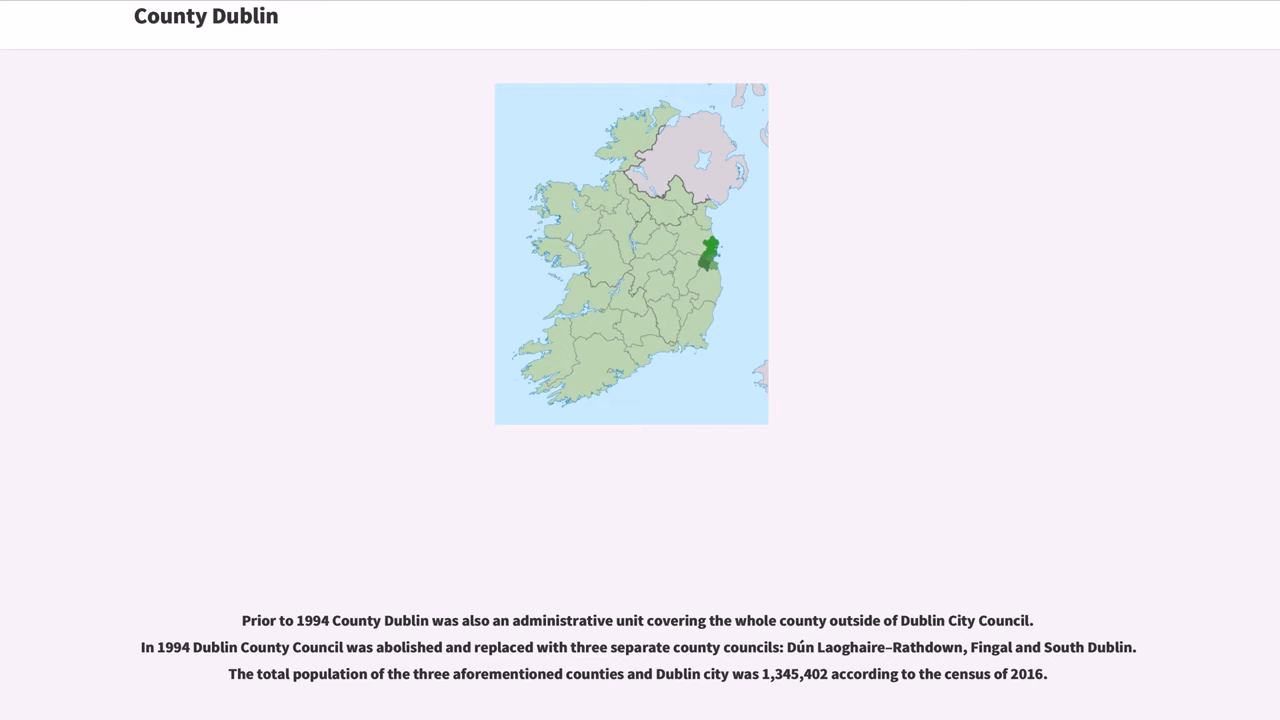 County Dublin
Prior to 1994 County Dublin was also an administrative unit covering the whole county outside of Dublin City Council.
In 1994 Dublin County Council was abolished and replaced with three separate county councils: Dún Laoghaire–Rathdown, Fingal and South Dublin.
The total population of the three aforementioned counties and Dublin city was 1,345,402 according to the census of 2016.